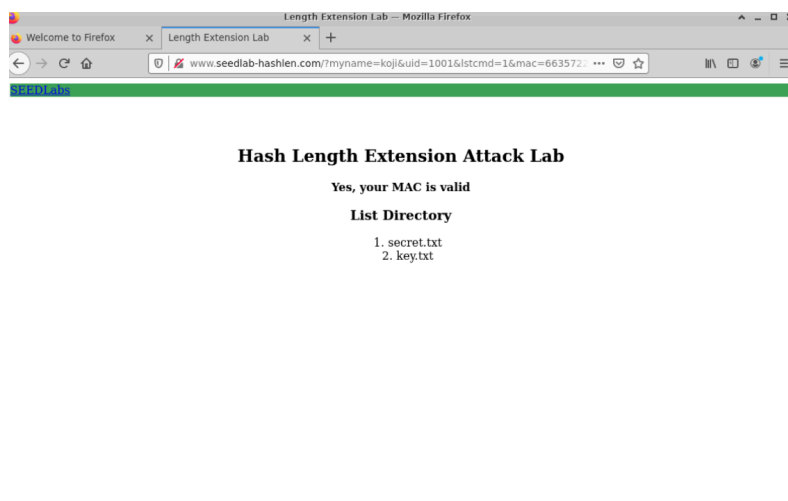 Length Extension Lab — Mozilla Firefox
Welcome to Firefox
Length Extension Lab
www.seedlab-hashlen.com/?myname=koji&uid=1001&lstcmd=1&mac=6635722
SEEDLabs
Hash Length Extension Attack Lab
Yes, your MAC is valid
List Directory
1. secret.txt
2. key.txt